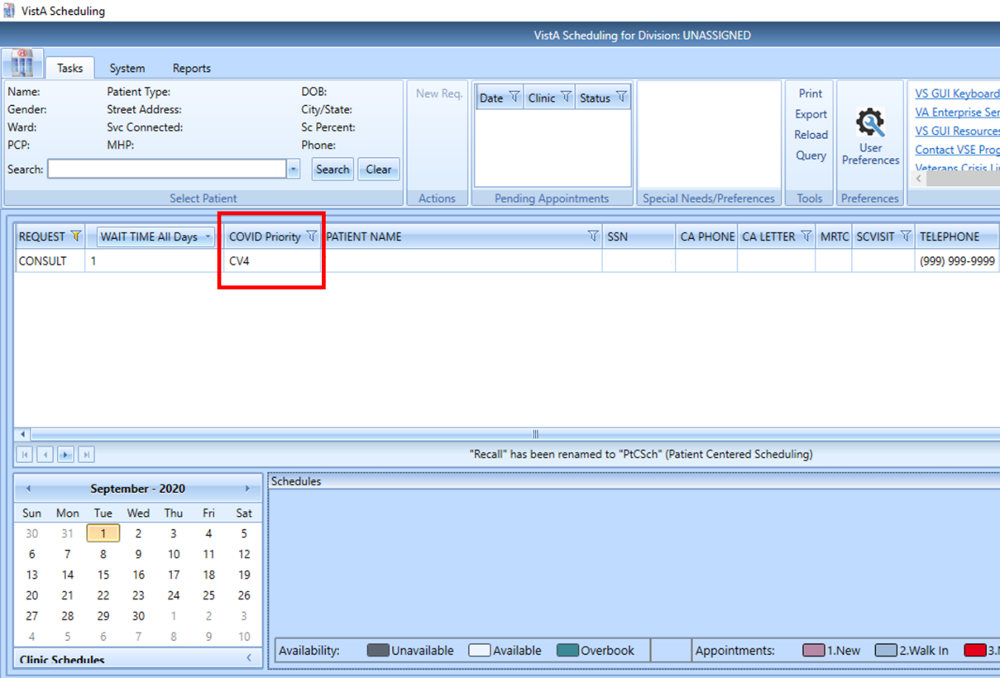 VistA Scheduling
VistA Scheduling for Division: UNASSIGNED
Tasks System Reports
Name: Patient Type: DOB:
Gender: Street Address: City/State:
Ward: Svc Connected: Sc Percent:
PCP: MHP: Phone:
Search: Search Clear
Select Patient
New Req.
Actions
Date Clinic Status
Pending Appointments
Special Needs/Preferences
Print
Export
Reload
Query
Tools
User
Preferences
Preferences
VS GUI Keyboard
VA Enterprise Ser
VS GUI Resources
Contact VSE Prog
Veterans Crisis Li
REQUEST WAIT TIME All Days COVID Priority PATIENT NAME SSN CA PHONE CA LETTER MRTC SCVISIT TELEPHONE
CONSULT 1 CV4 (999) 999-9999
"Recall" has been renamed to "PtCSch" (Patient Centered Scheduling)
September - 2020
Sun Mon Tue Wed Thu Fri Sat
30 31 1 2 3 4 5
6 7 8 9 10 11 12
13 14 15 16 17 18 19
20 21 22 23 24 25 26
27 28 29 30 1 2 3
4 5 6 7 8 9 10
Clinic Schedules
Schedules
Availability: Unavailable Available Overbook Appointments: 1.New 2.Walk In 3.